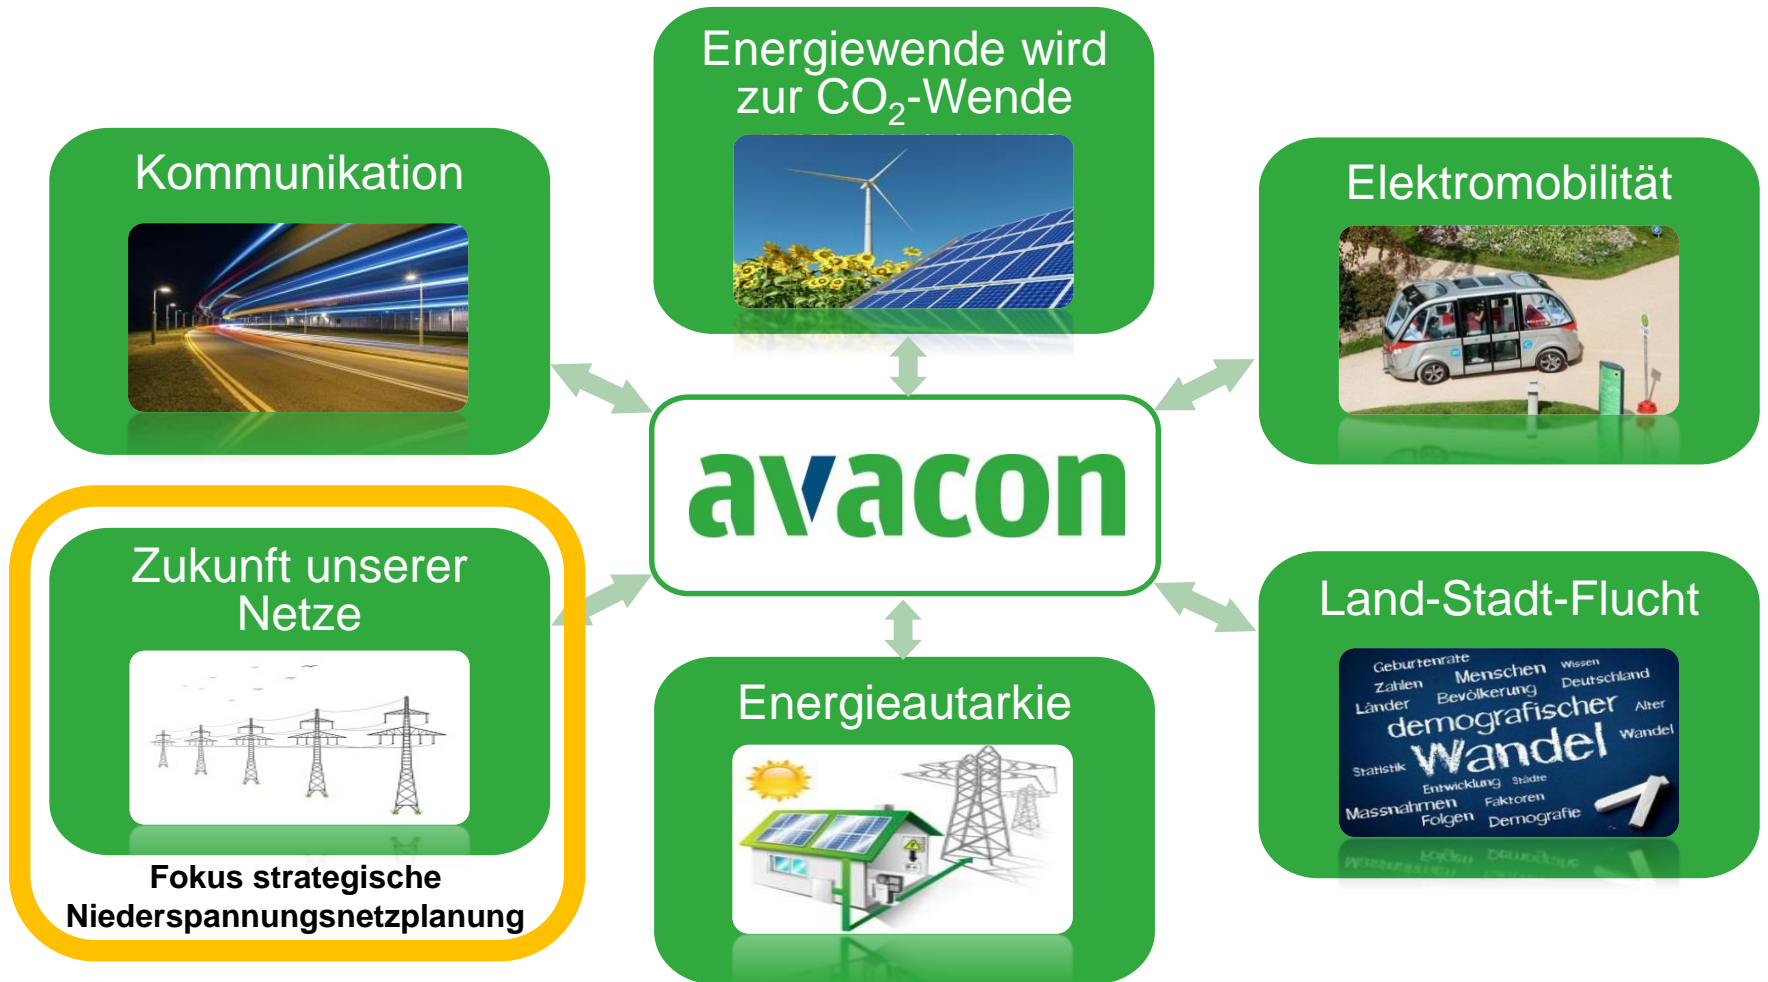 Energiewende wird
zur CO₂-Wende
Kommunikation
Elektromobilität
avacon
Zukunft unserer
Netze
Fokus strategische
Niederspannungsnetzplanung
Energieautarkie
Land-Stadt-Flucht
Geburtenrate
Menschen
Wissen
Zahlen
Bevölkerung
Deutschland
Länder
demografischer
Alter
Wandel
Wandel
Statistik
Entwicklung
Städte
Massnahmen
Faktoren
Folgen
Demografie